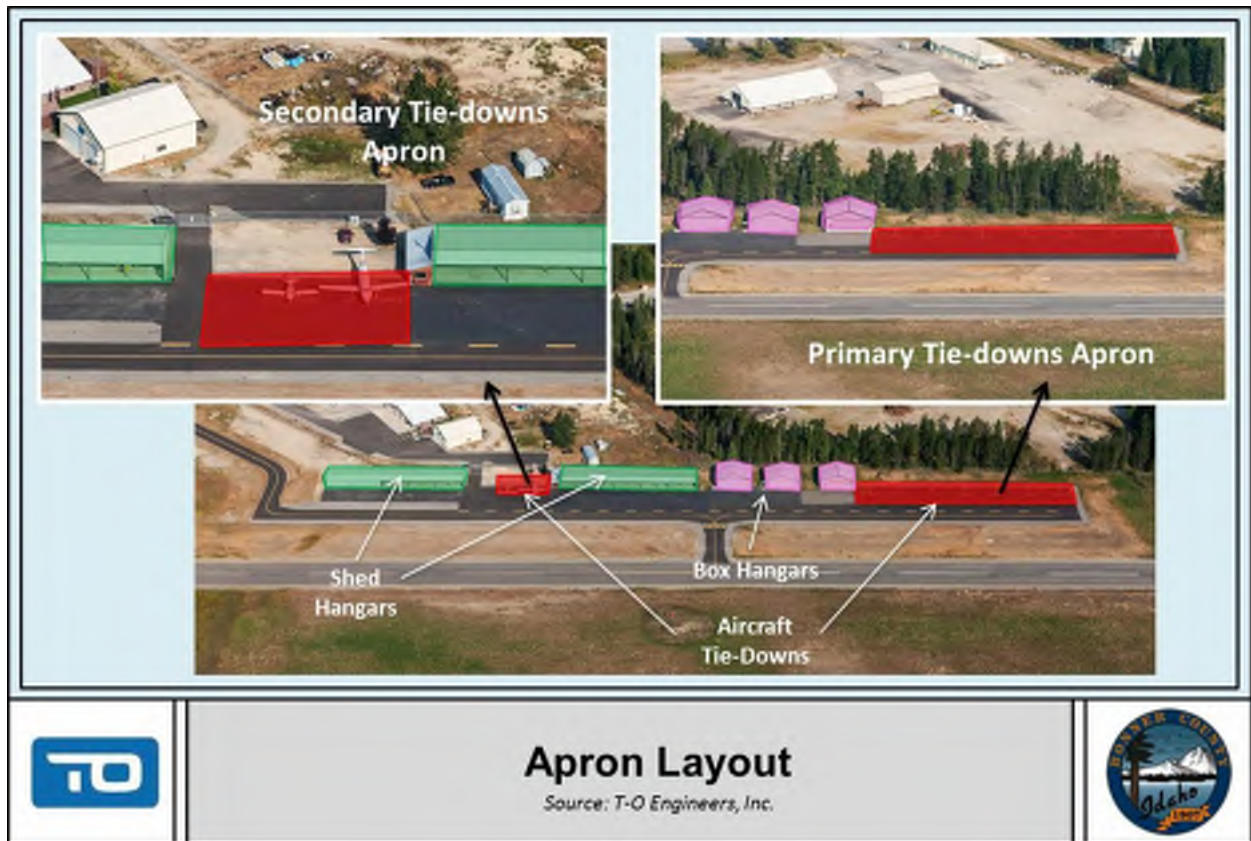 Secondary Tie-downs
Apron
Primary Tie-downs Apron
Shed
Hangars
Box Hangars
Aircraft
Tie-Downs
TO
Apron Layout
Source: T-O Engineers, Inc.
BONNER COUNTY
Idaho